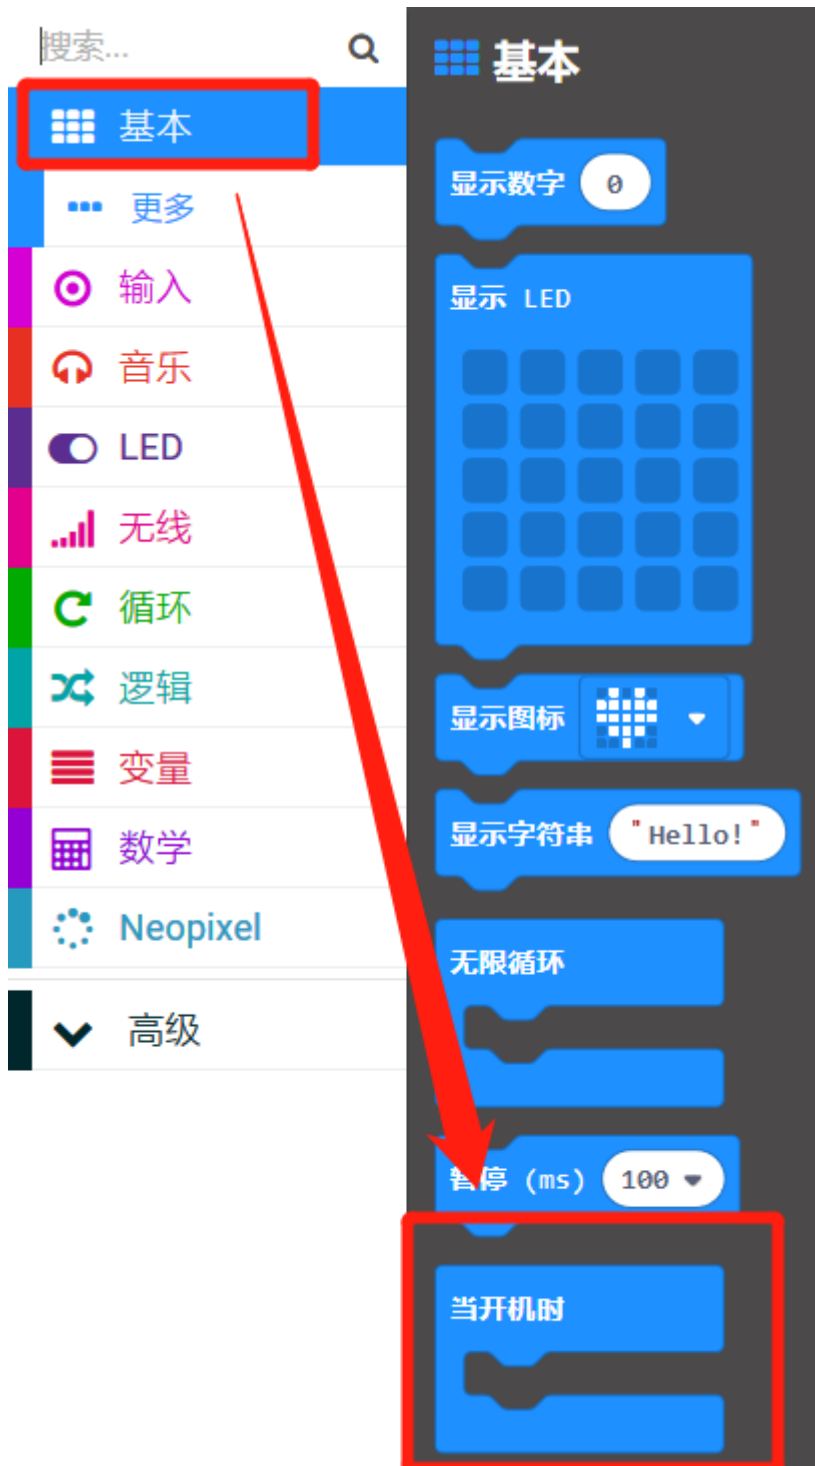 搜索...
基本
更多
输入
音乐
LED
无线
循环
逻辑
变量
数学
Neopixel
高级
基本
显示数字 0
显示 LED
显示图标
显示字符串 "Hello!"
无限循环
暂停 (ms) 100
当开机时